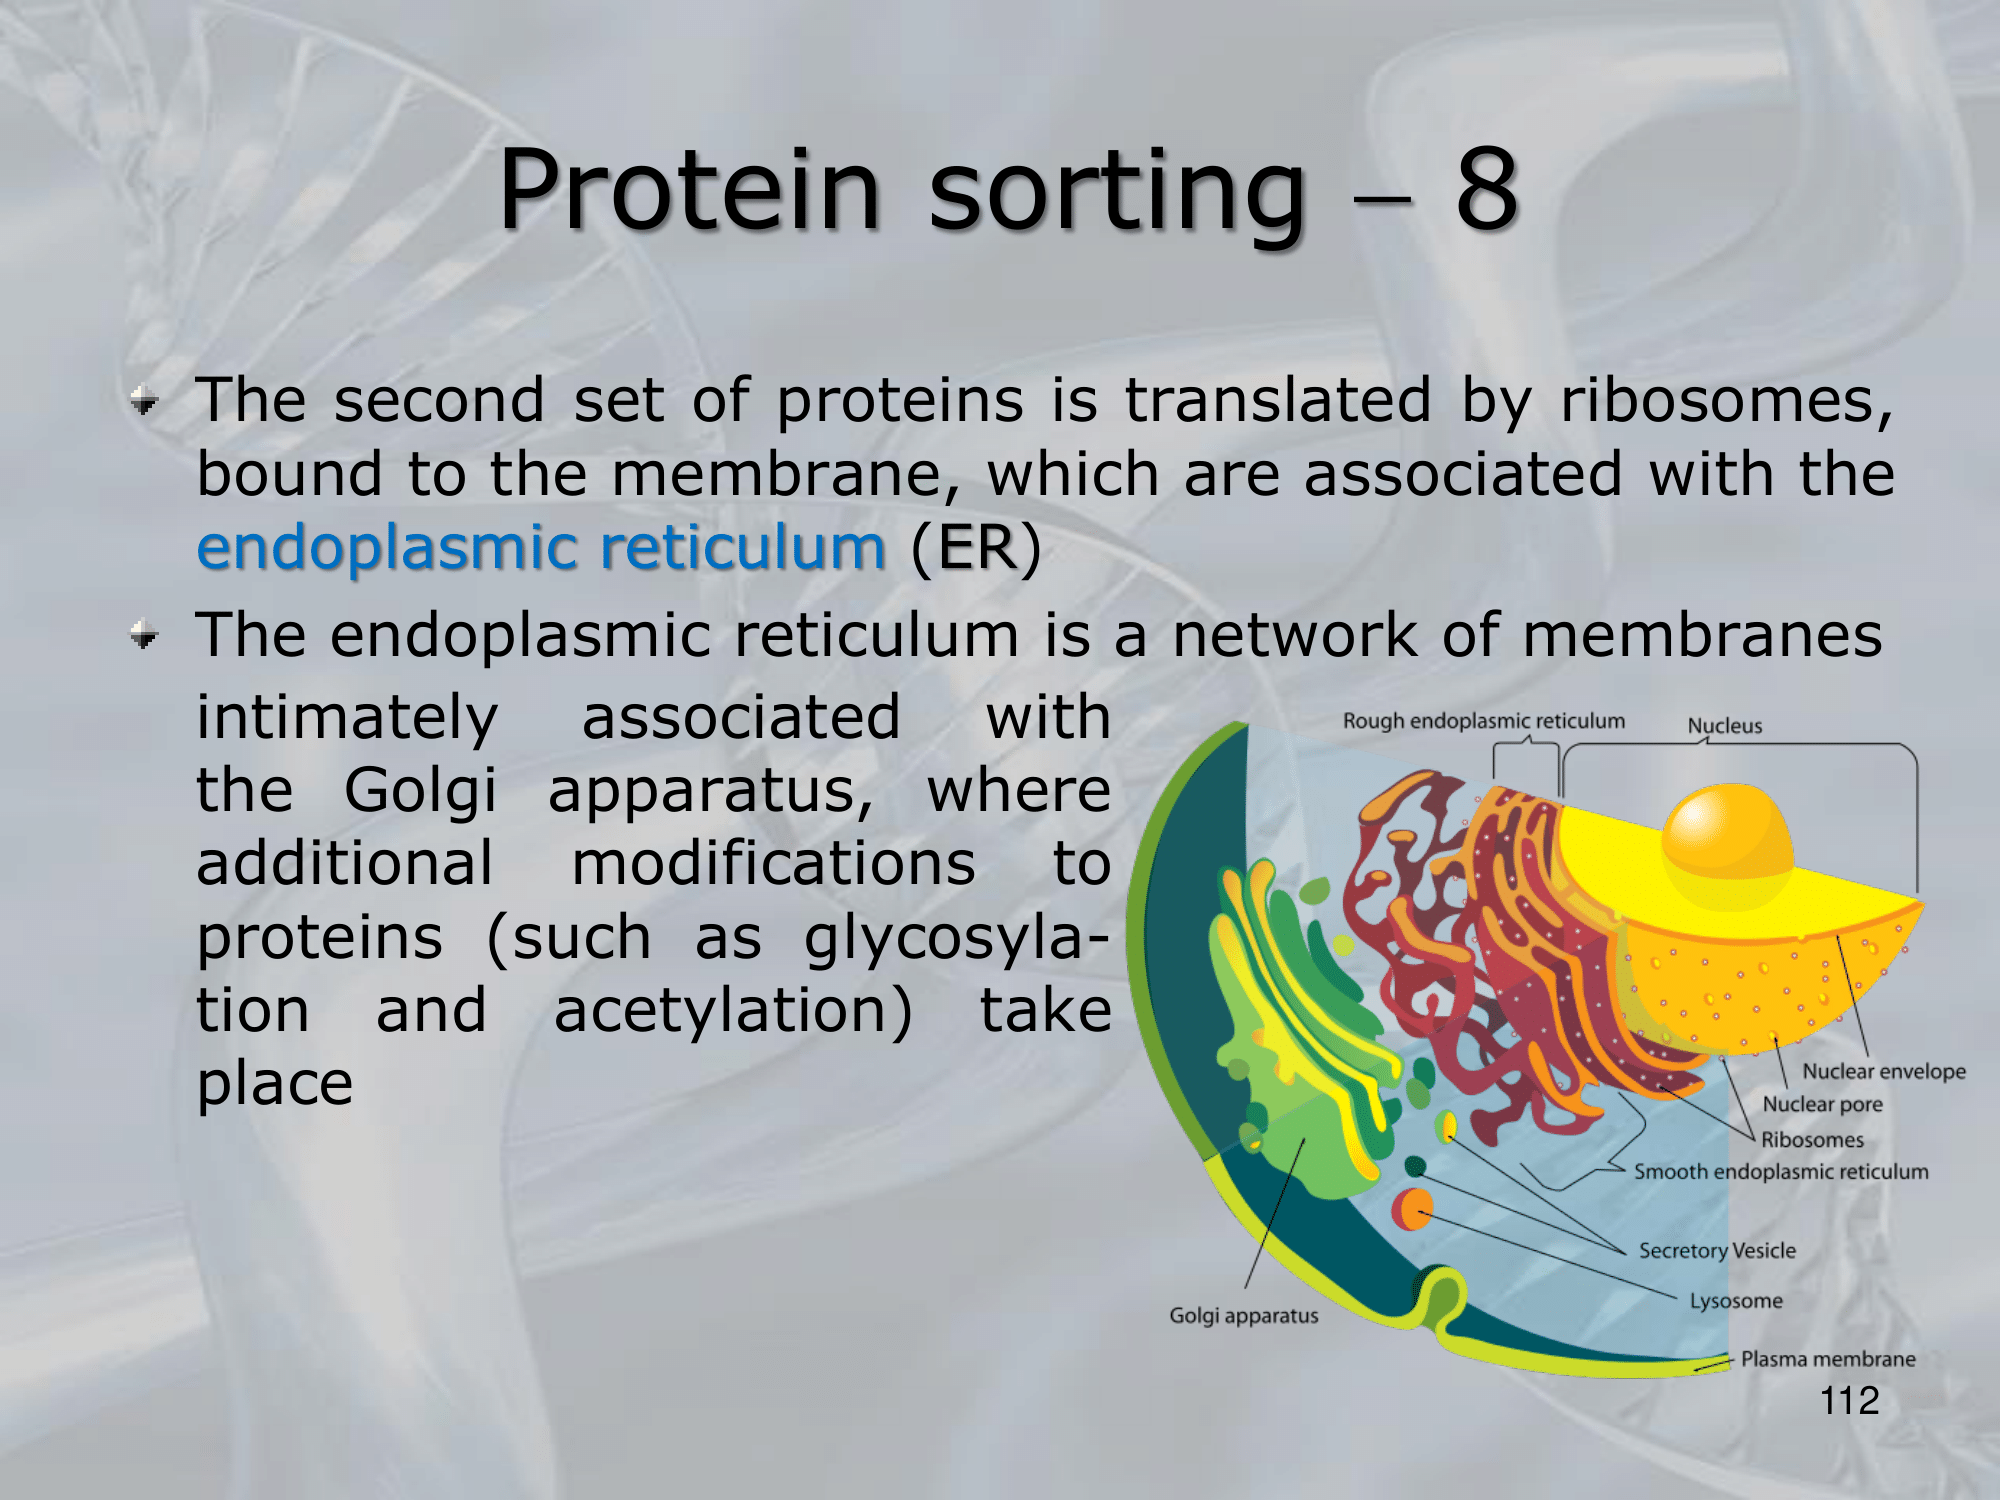 Protein sorting – 8
The second set of proteins is translated by ribosomes,
bound to the membrane, which are associated with the
endoplasmic reticulum (ER)
The endoplasmic reticulum is a network of membranes
intimately associated with
the Golgi apparatus, where
additional modifications to
proteins (such as glycosyla-
tion and acetylation) take
place
Rough endoplasmic reticulum
Nucleus
Nuclear envelope
Nuclear pore
Ribosomes
Smooth endoplasmic reticulum
Secretory Vesicle
Lysosome
Golgi apparatus
Plasma membrane
112